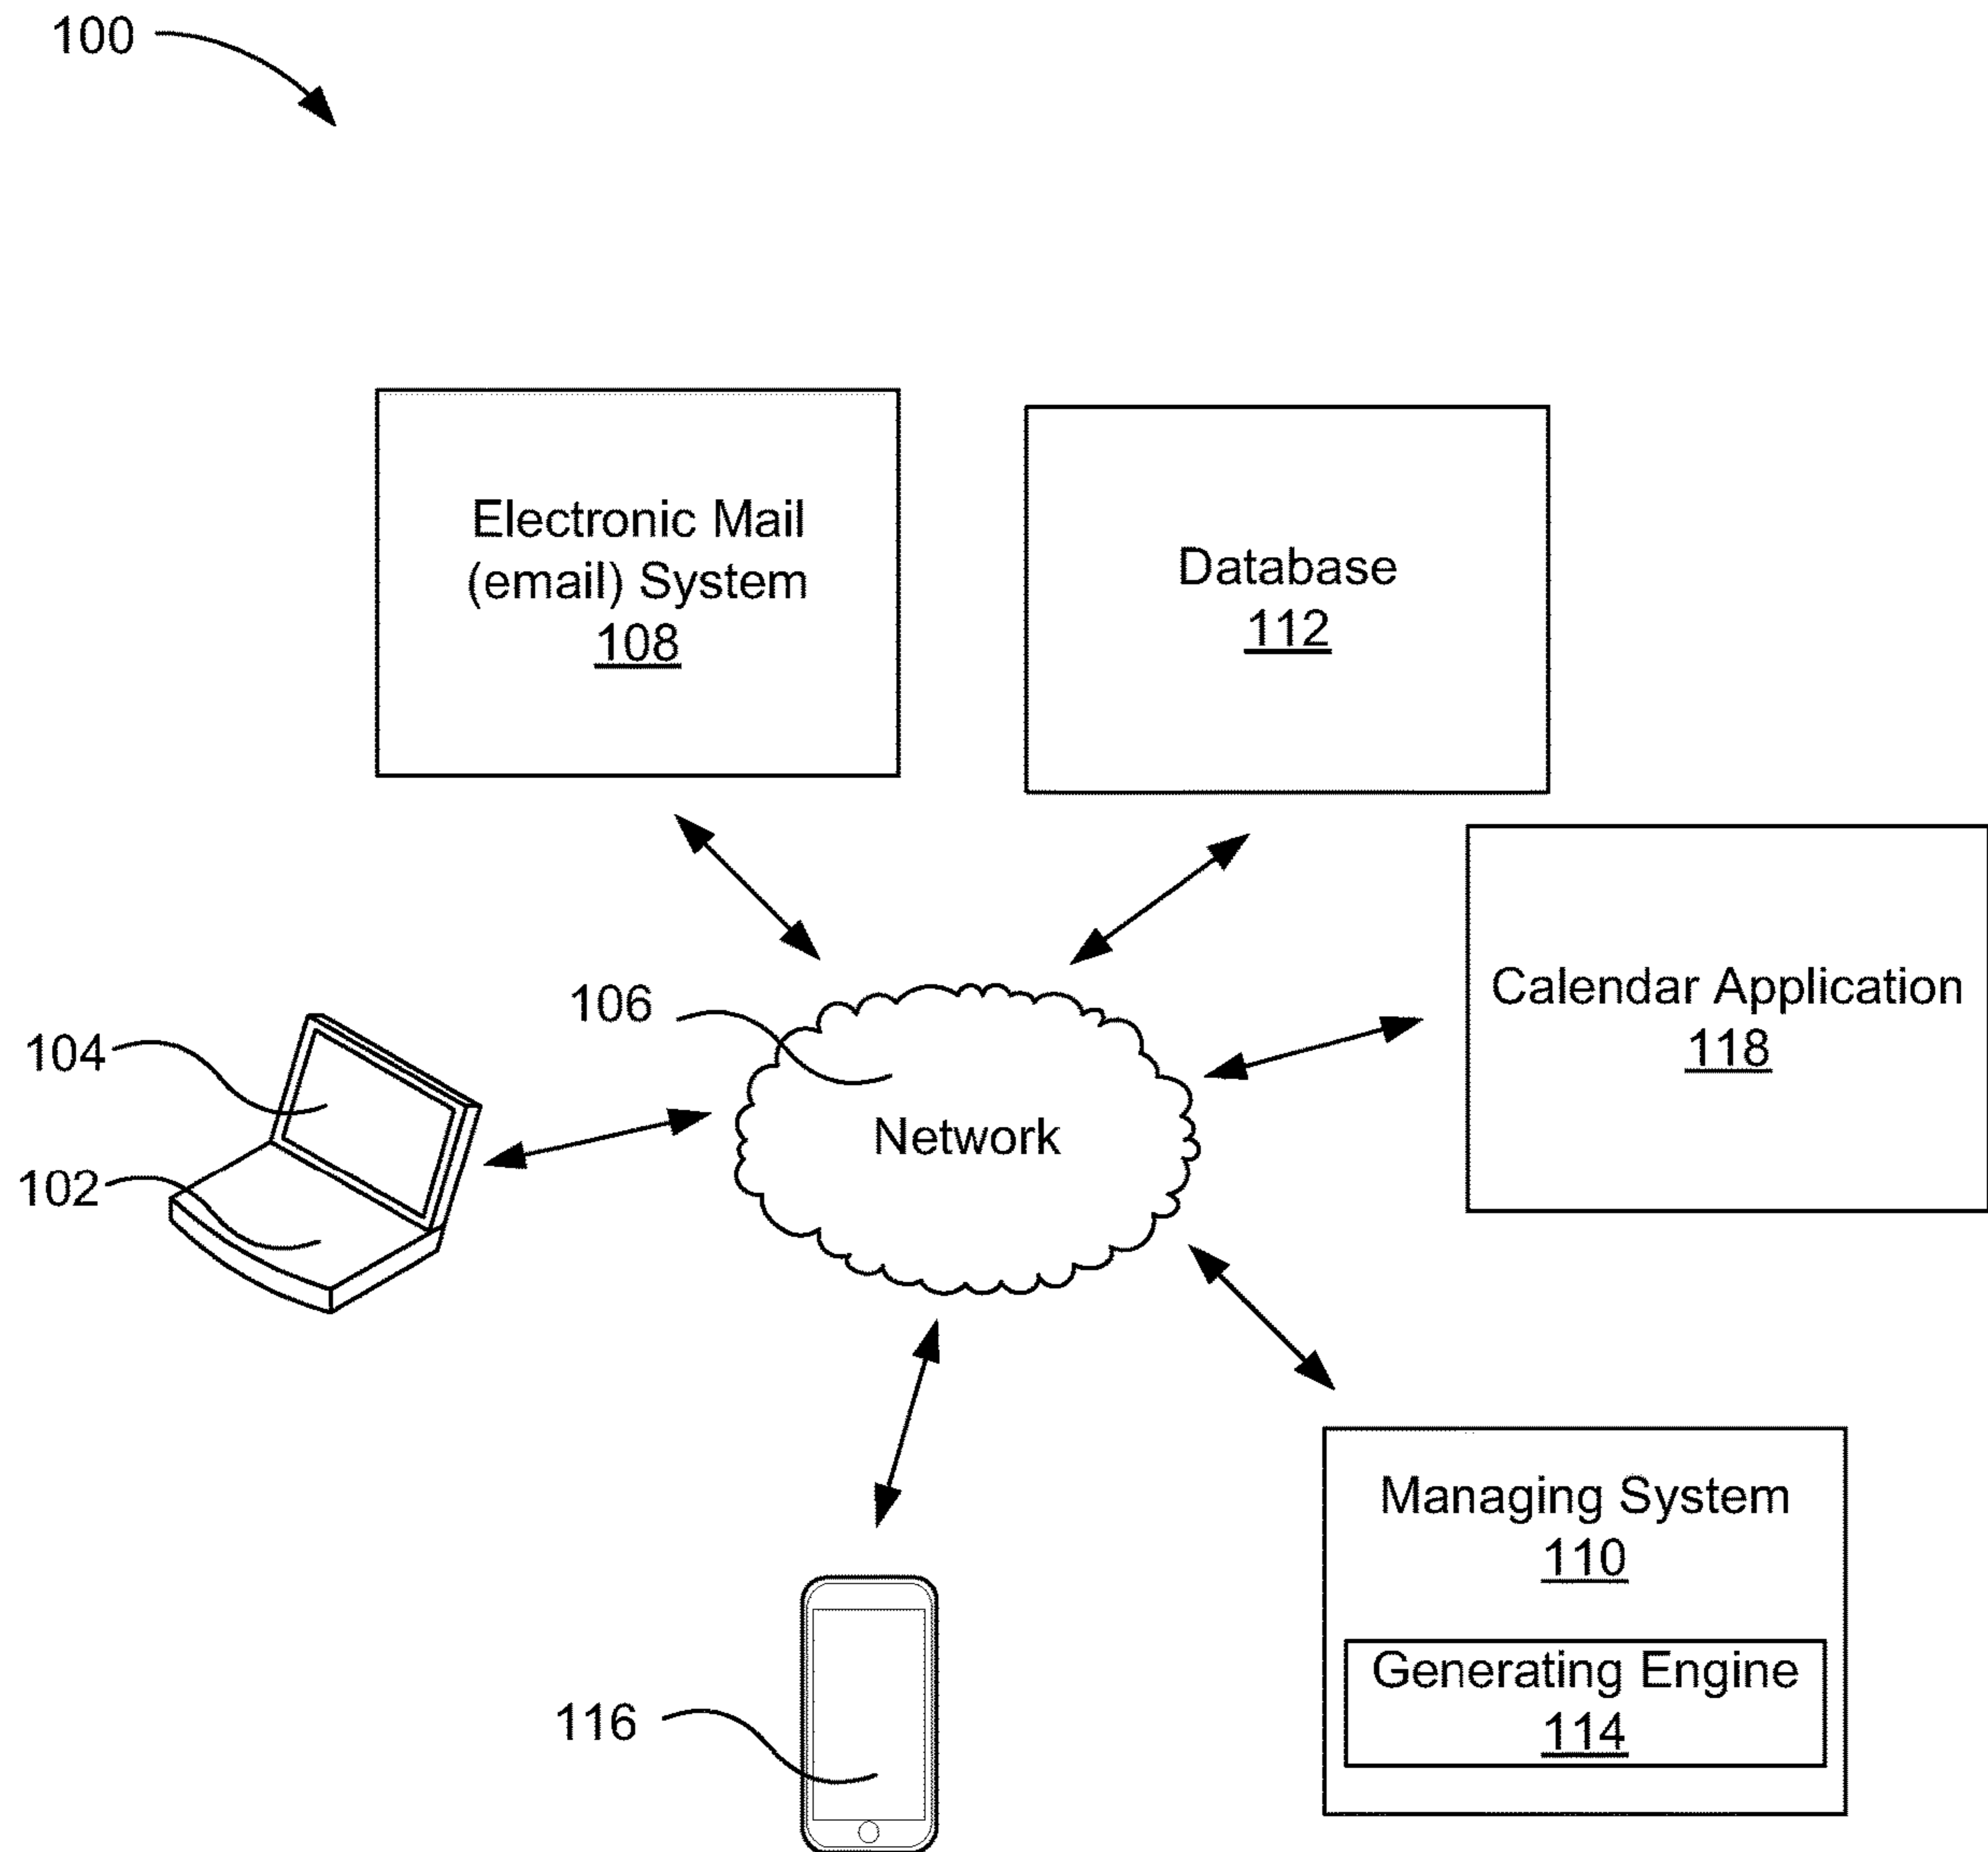 100
Electronic Mail
(email) System
108
Database
112
Calendar Application
118
106
Network
104
102
Managing System
110
Generating Engine
114
116